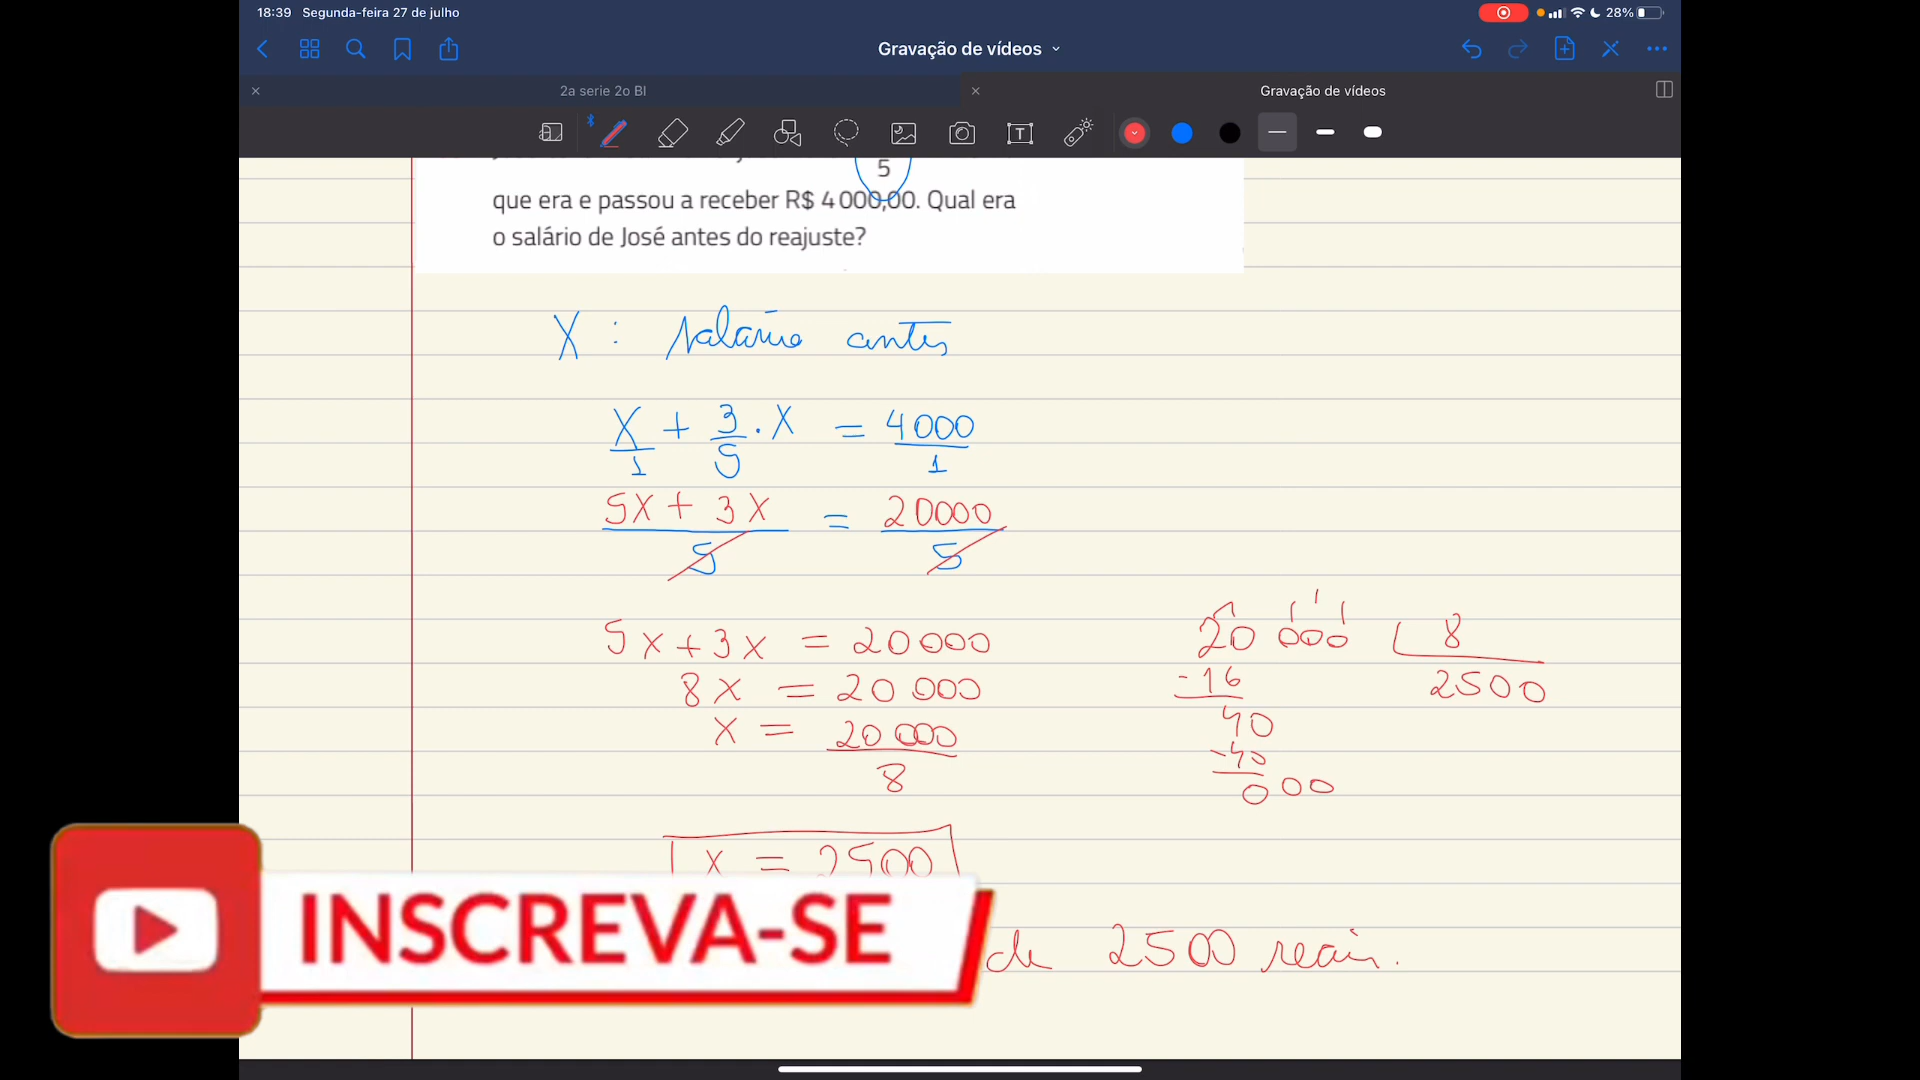 18:39 Segunda-feira 27 de julho
28%
Gravação de vídeos
2a serie 2o BI
Gravação de vídeos
T
5
que era e passou a receber R$ 4 000,00. Qual era
o salário de José antes do reajuste?
X : salário antes
X/1 + 3/5 . X = 4000/1
5X + 3X / 5 = 20000 / 5
5x + 3x = 20000
8x = 20 000
x = 20 000 / 8
x = 2500
20 000 8
- 16 2500
40
- 40
000
INSCREVA-SE
de 2500 reais.